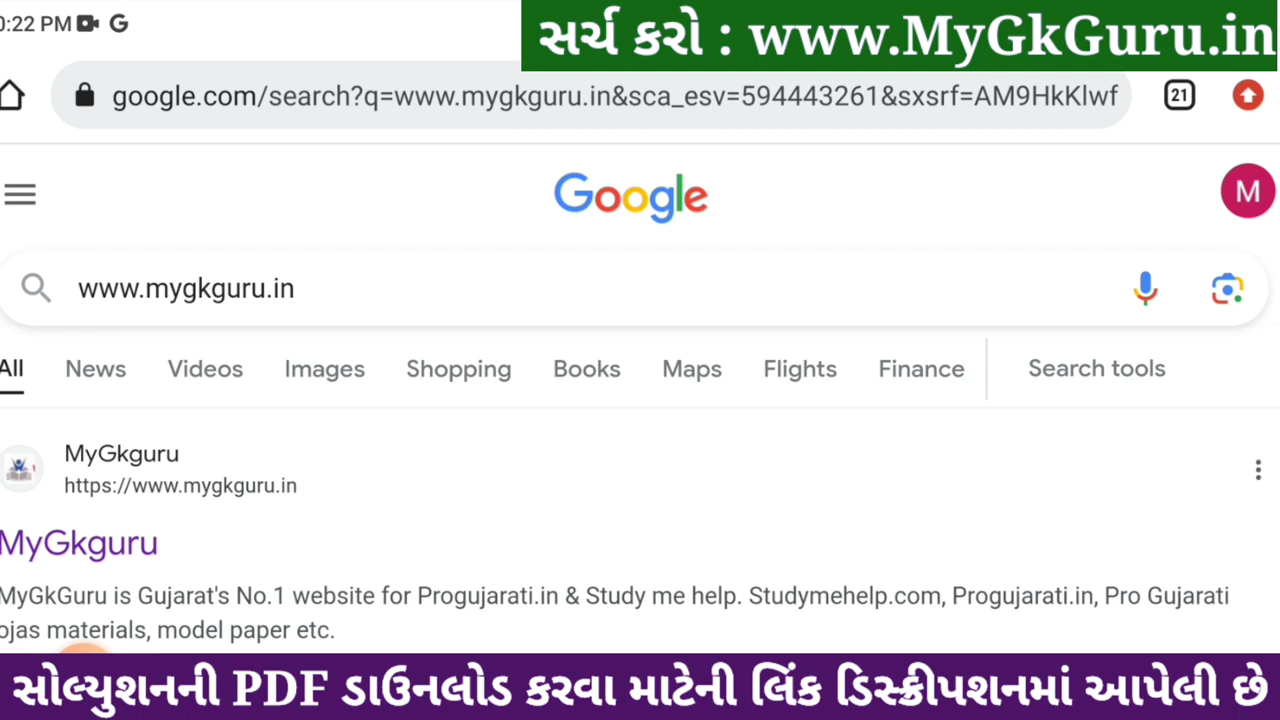 0:22 PM
સર્ચ કરો : www.MyGkGuru.in
google.com/search?q=www.mygkguru.in&sca_esv=594443261&sxsrf=AM9HkKlwf
21
Google
M
www.mygkguru.in
All News Videos Images Shopping Books Maps Flights Finance Search tools
MyGkguru
https://www.mygkguru.in
MyGkguru
MyGkGuru is Gujarat's No.1 website for Progujarati.in & Study me help. Studymehelp.com, Progujarati.in, Pro Gujarati
ojas materials, model paper etc.
સોલ્યુશનની PDF ડાઉનલોડ કરવા માટેની લિંક ડિસ્ક્રીપશનમાં આપેલી છે